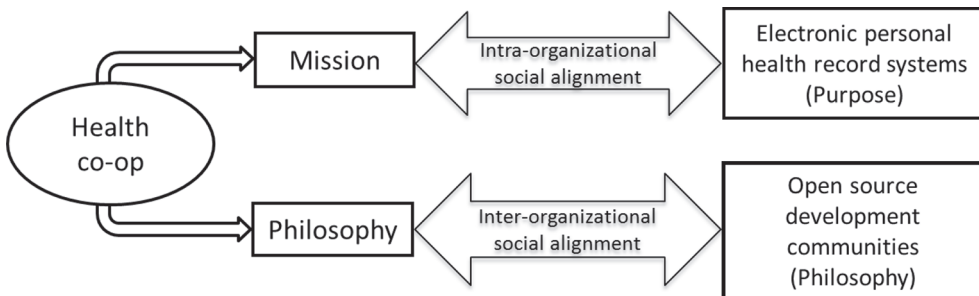 Health
co-op
Mission
Intra-organizational
social alignment
Electronic personal
health record systems
(Purpose)
Philosophy
Inter-organizational
social alignment
Open source
development
communities
(Philosophy)